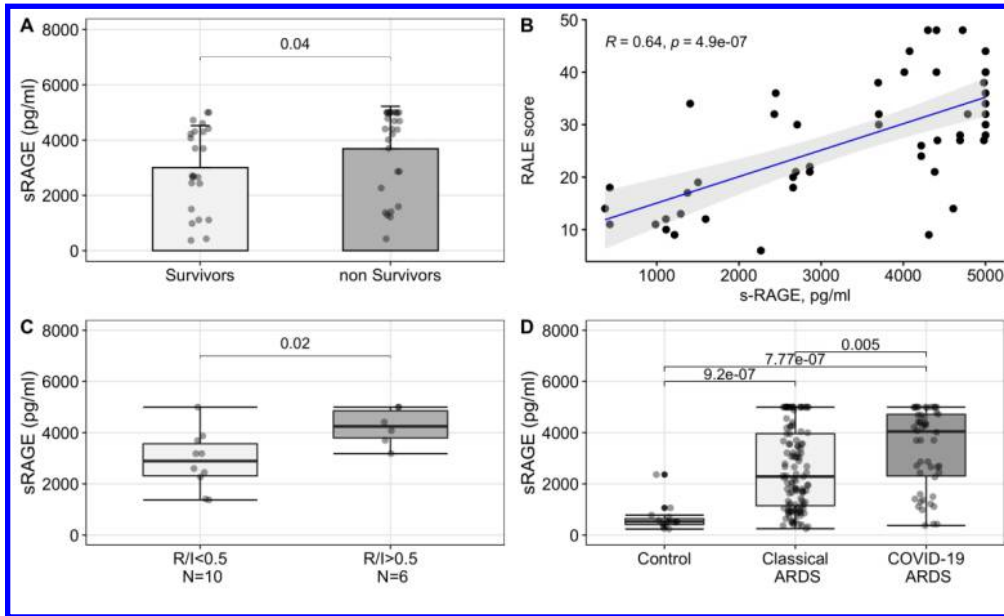 A
8000
6000
4000
2000
0
sRAGE (pg/ml)
0.04
Survivors
non Survivors
B
50
40
30
20
10
RALE score
R = 0.64, p = 4.9e-07
1000
2000
3000
4000
5000
s-RAGE, pg/ml
C
8000
6000
4000
2000
0
sRAGE (pg/ml)
0.02
R/I<0.5
N=10
R/I>0.5
N=6
D
8000
6000
4000
2000
0
sRAGE (pg/ml)
0.005
7.77e-07
9.2e-07
Control
Classical
ARDS
COVID-19
ARDS